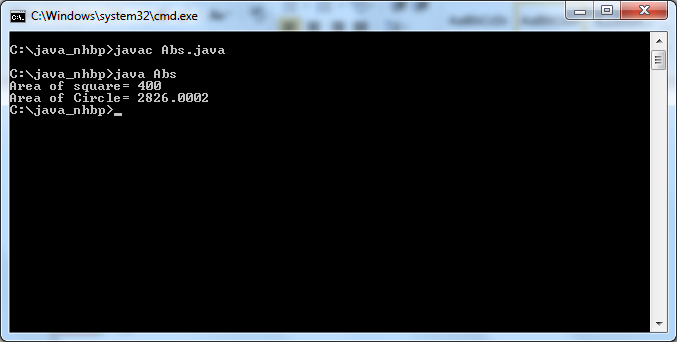 C:\Windows\system32\cmd.exe
C:\java_nhbp>javac Abs.java
C:\java_nhbp>java Abs
Area of square= 400
Area of Circle= 2826.0002
C:\java_nhbp>_